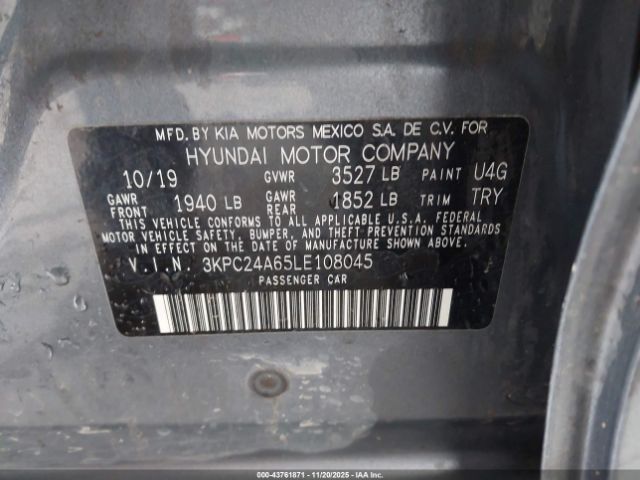 MFD. BY KIA MOTORS MEXICO S.A. DE C.V. FOR
HYUNDAI MOTOR COMPANY
10/19 GVWR 3527 LB PAINT U4G
GAWR FRONT 1940 LB GAWR REAR 1852 LB TRIM TRY
THIS VEHICLE CONFORMS TO ALL APPLICABLE U.S.A. FEDERAL
MOTOR VEHICLE SAFETY, BUMPER, AND THEFT PREVENTION STANDARDS
IN EFFECT ON THE DATE OF MANUFACTURE SHOWN ABOVE.
V.I.N. 3KPC24A65LE108045
PASSENGER CAR
000-43761871 - 11/20/2025 - IAAI.COM